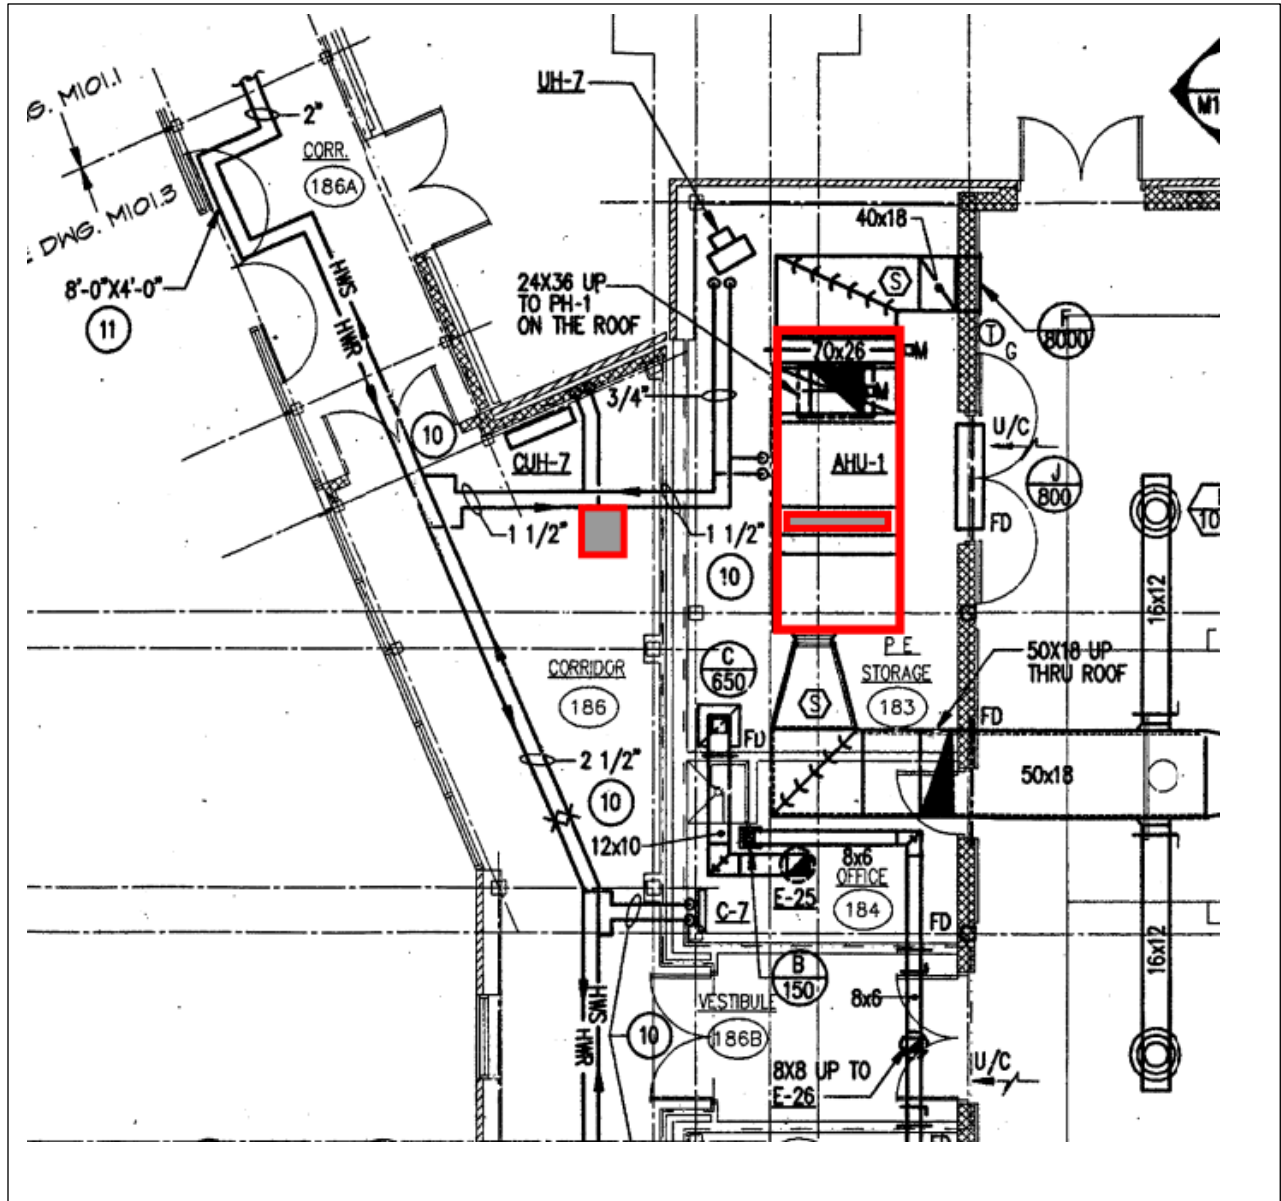 G. M101.1
E DWG. M101.3
2"
CORR.
186A
8'-0"X4'-0"
11
HWS
HWR
UH-7
M1
40x18
S
24X36 UP
TO PH-1
ON THE ROOF
F
8000
T
G
70x26
M
M
3/4"
10
CUH-7
AHU-1
U/C
J
800
FD
1 1/2"
1 1/2"
10
10
16x12
C
650
P E
STORAGE
183
50X18 UP
THRU ROOF
CORRIDOR
186
S
FD
FD
2 1/2"
10
50x18
12x10
8x6
OFFICE
184
E-25
C-7
FD
16x12
B
150
8x6
HWS
HWR
VESTIBULE
186B
10
8X8 UP TO
E-26
U/C
FD